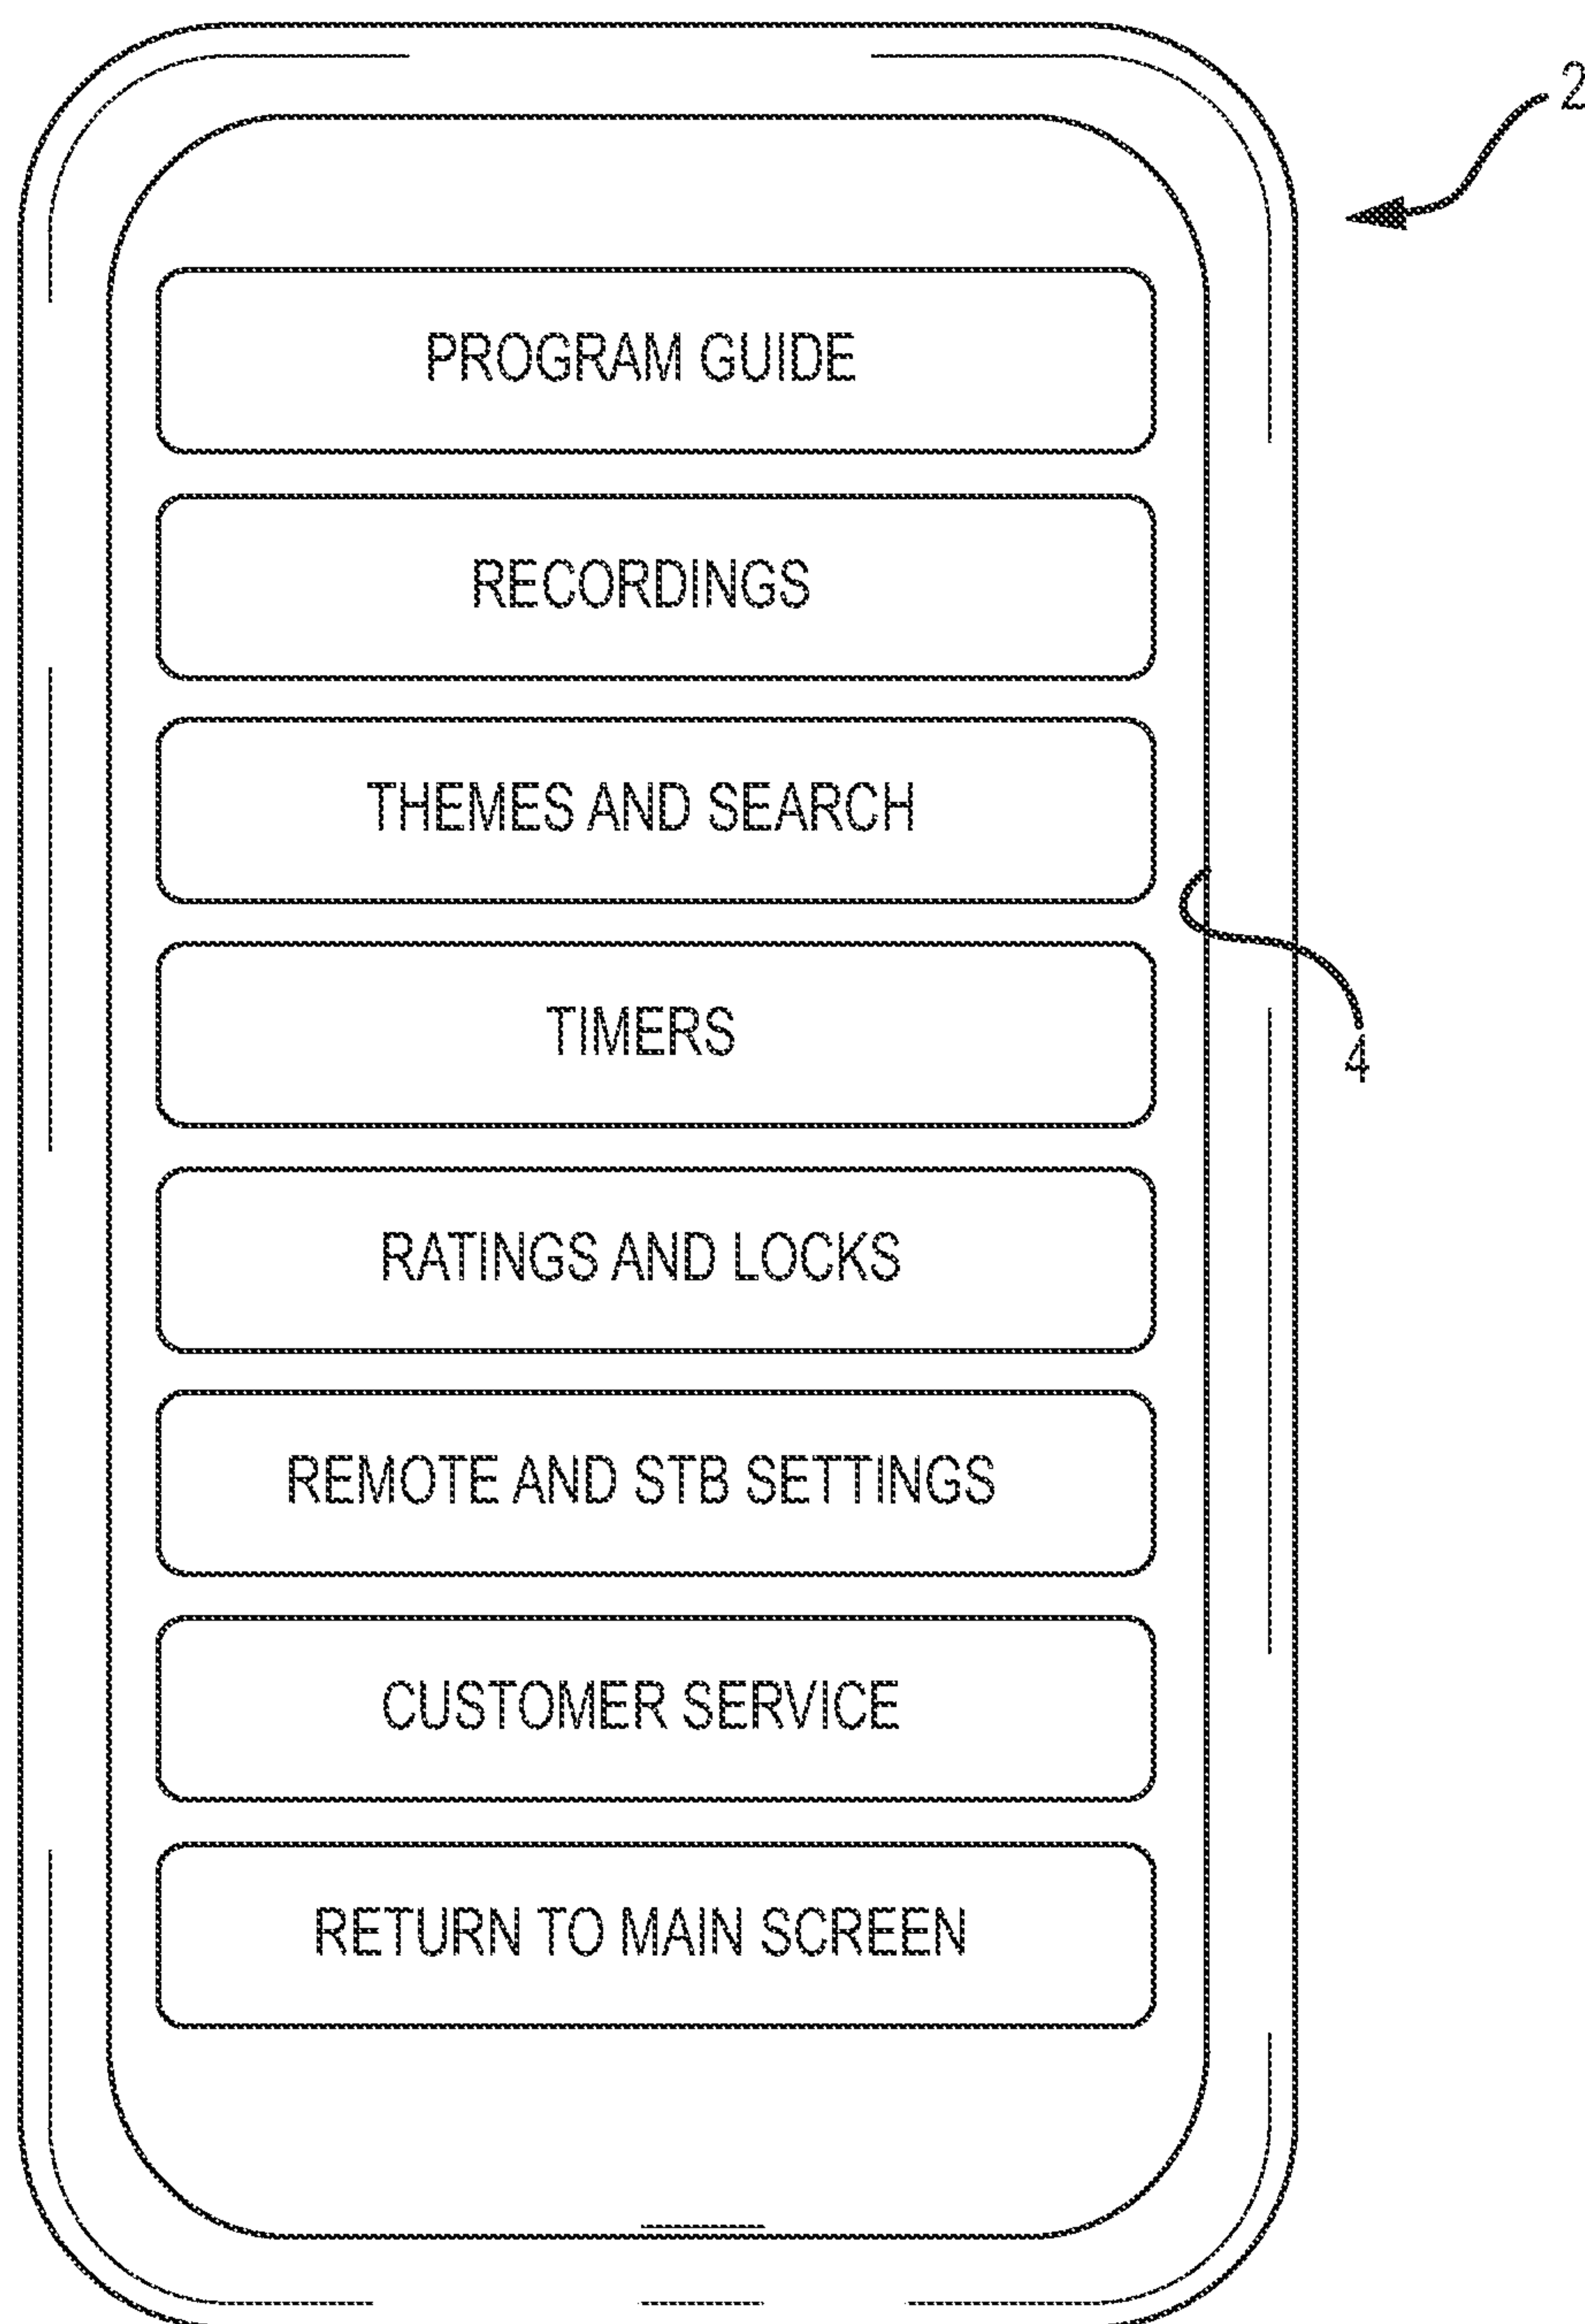 2
PROGRAM GUIDE
RECORDINGS
THEMES AND SEARCH
TIMERS
4
RATINGS AND LOCKS
REMOTE AND STB SETTINGS
CUSTOMER SERVICE
RETURN TO MAIN SCREEN